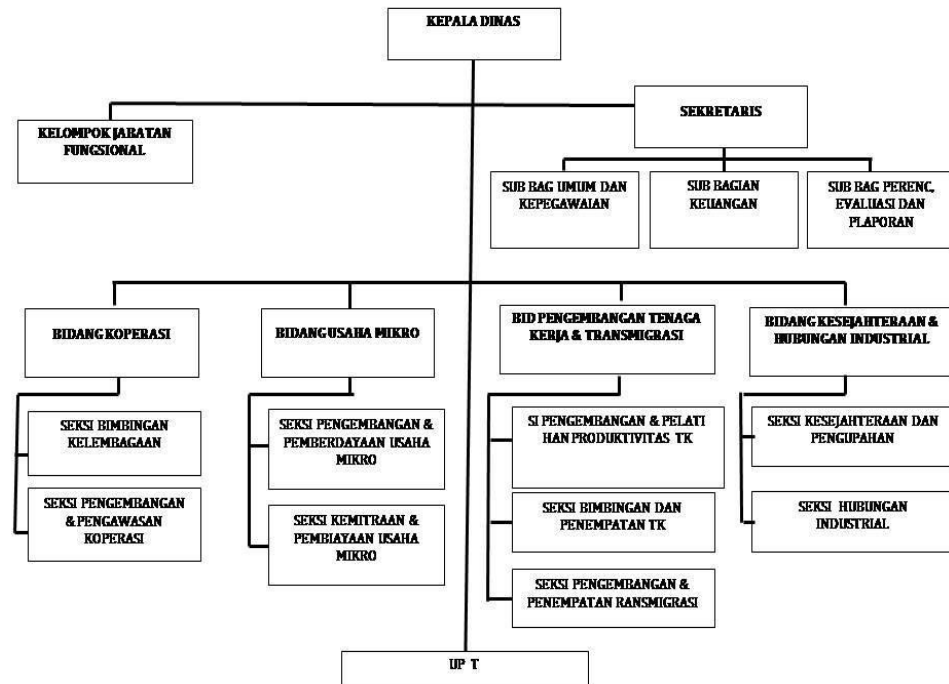 KEPALA DINAS
SEKRETARIS
KELOMPOK JABATAN
FUNGSIONAL
SUB BAG UMUM DAN
KEPEGAWAIAN
SUB BAGIAN
KEUANGAN
SUB BAG PERENC,
EVALUASI DAN
PLAPORAN
BIDANG KOPERASI
BIDANG USAHA MIKRO
BID PENGEMBANGAN TENAGA
KERJA & TRANSMIGRASI
BIDANG KESEJAHTERAAN &
HUBUNGAN INDUSTRIAL
SEKSI BIMBINGAN
KELEMBAGAAN
SEKSI PENGEMBANGAN
& PENGAWASAN
KOPERASI
SEKSI PENGEMBANGAN &
PEMBERDAYAAN USAHA
MIKRO
SEKSI KEMITRAAN &
PEMBIAYAAN USAHA
MIKRO
SI PENGEMBANGAN & PELATI
HAN PRODUKTIVITAS TK
SEKSI BIMBINGAN DAN
PENEMPATAN TK
SEKSI PENGEMBANGAN &
PENEMPATAN RANSMIGRASI
SEKSI KESEJAHTERAAN DAN
PENGUPAHAN
SEKSI HUBUNGAN
INDUSTRIAL
UP T